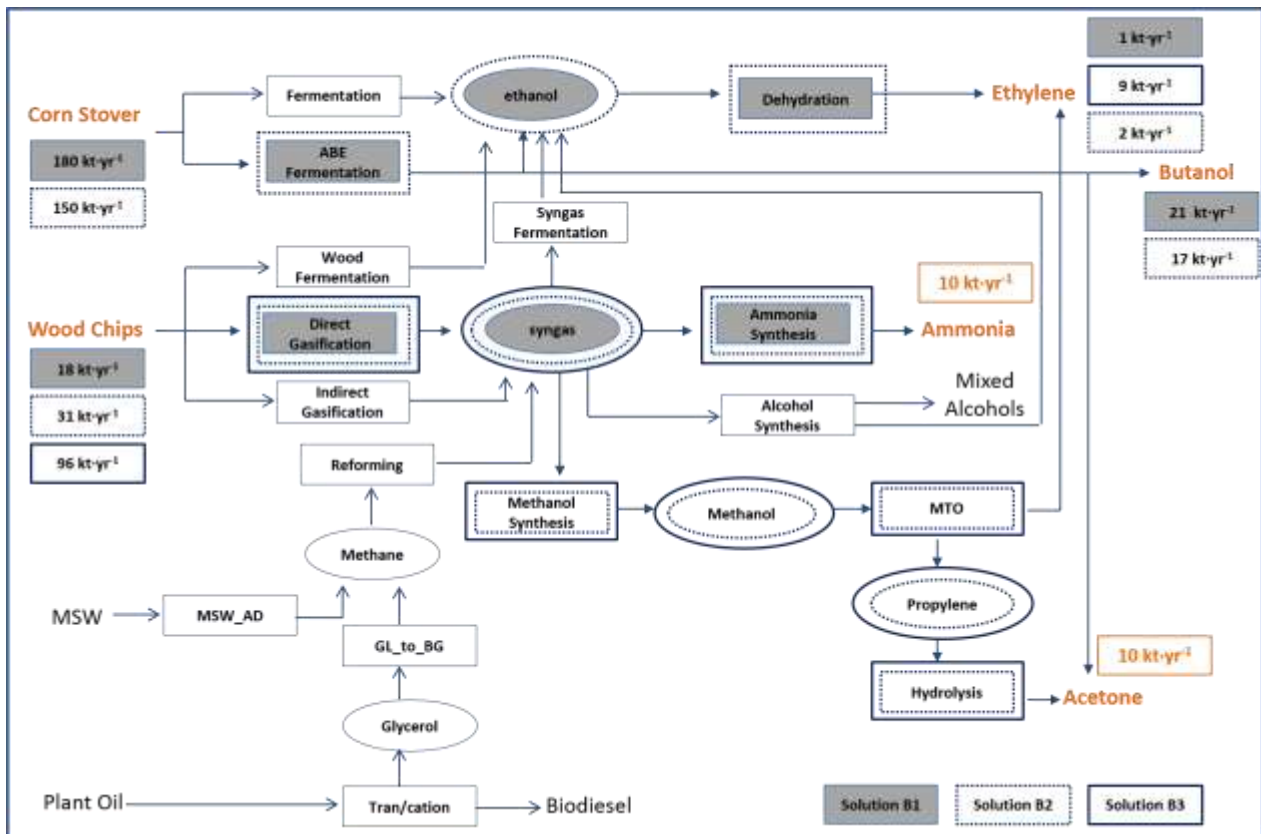 1 kt·yr⁻¹
Fermentation
ethanol
Dehydration
Ethylene
9 kt·yr⁻¹
Corn Stover
2 kt·yr⁻¹
180 kt·yr⁻¹
ABE
Fermentation
Butanol
150 kt·yr⁻¹
21 kt·yr⁻¹
Syngas
Fermentation
17 kt·yr⁻¹
Wood
Fermentation
10 kt·yr⁻¹
Wood Chips
Direct
Gasification
syngas
Ammonia
Synthesis
Ammonia
18 kt·yr⁻¹
31 kt·yr⁻¹
Indirect
Gasification
Alcohol
Synthesis
Mixed
Alcohols
96 kt·yr⁻¹
Reforming
Methanol
Synthesis
Methanol
MTO
Methane
Propylene
MSW
MSW_AD
GL_to_BG
10 kt·yr⁻¹
Hydrolysis
Acetone
Glycerol
Plant Oil
Tran/cation
Biodiesel
Solution B1
Solution B2
Solution B3